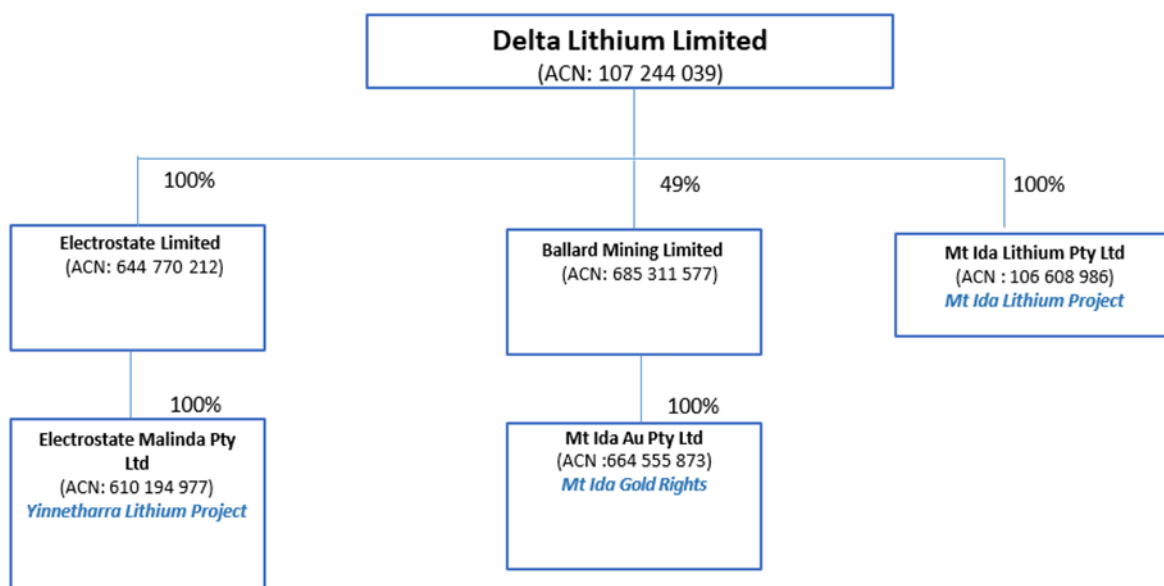 Delta Lithium Limited
(ACN: 107 244 039)
100%
49%
100%
Electrostate Limited
(ACN: 644 770 212)
Ballard Mining Limited
(ACN: 685 311 577)
Mt Ida Lithium Pty Ltd
(ACN : 106 608 986)
Mt Ida Lithium Project
100%
100%
Electrostate Malinda Pty
Ltd
(ACN: 610 194 977)
Yinnetharra Lithium Project
Mt Ida Au Pty Ltd
(ACN :664 555 873)
Mt Ida Gold Rights